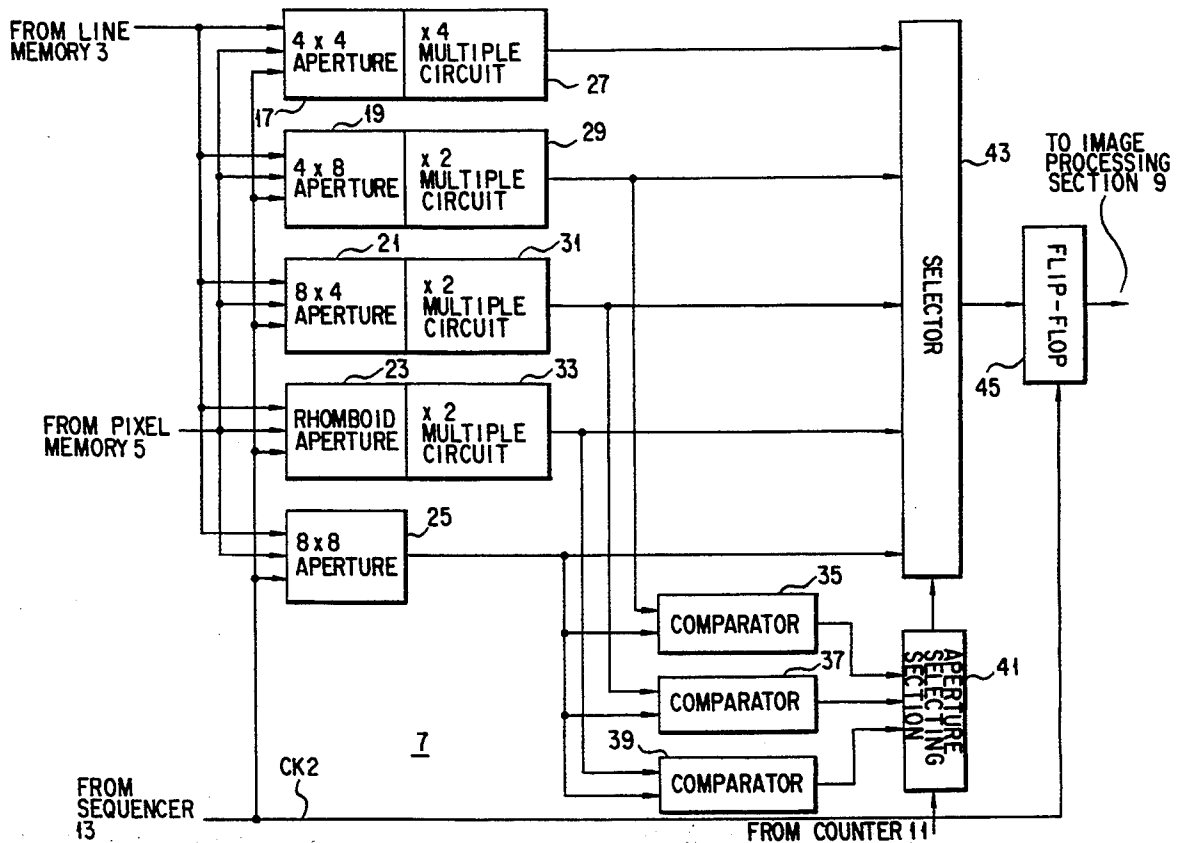 FROM LINE
MEMORY 3
4 x 4
APERTURE
x 4
MULTIPLE
CIRCUIT
17
27
19
29
4 x 8
APERTURE
x 2
MULTIPLE
CIRCUIT
21
31
8 x 4
APERTURE
x 2
MULTIPLE
CIRCUIT
23
33
FROM PIXEL
MEMORY 5
RHOMBOID
APERTURE
x 2
MULTIPLE
CIRCUIT
25
8 x 8
APERTURE
SELECTOR
43
TO IMAGE
PROCESSING
SECTION 9
FLIP-FLOP
45
35
COMPARATOR
37
COMPARATOR
39
COMPARATOR
APERTURE
SELECTING
SECTION
41
7
CK2
FROM
SEQUENCER
13
FROM COUNTER 11